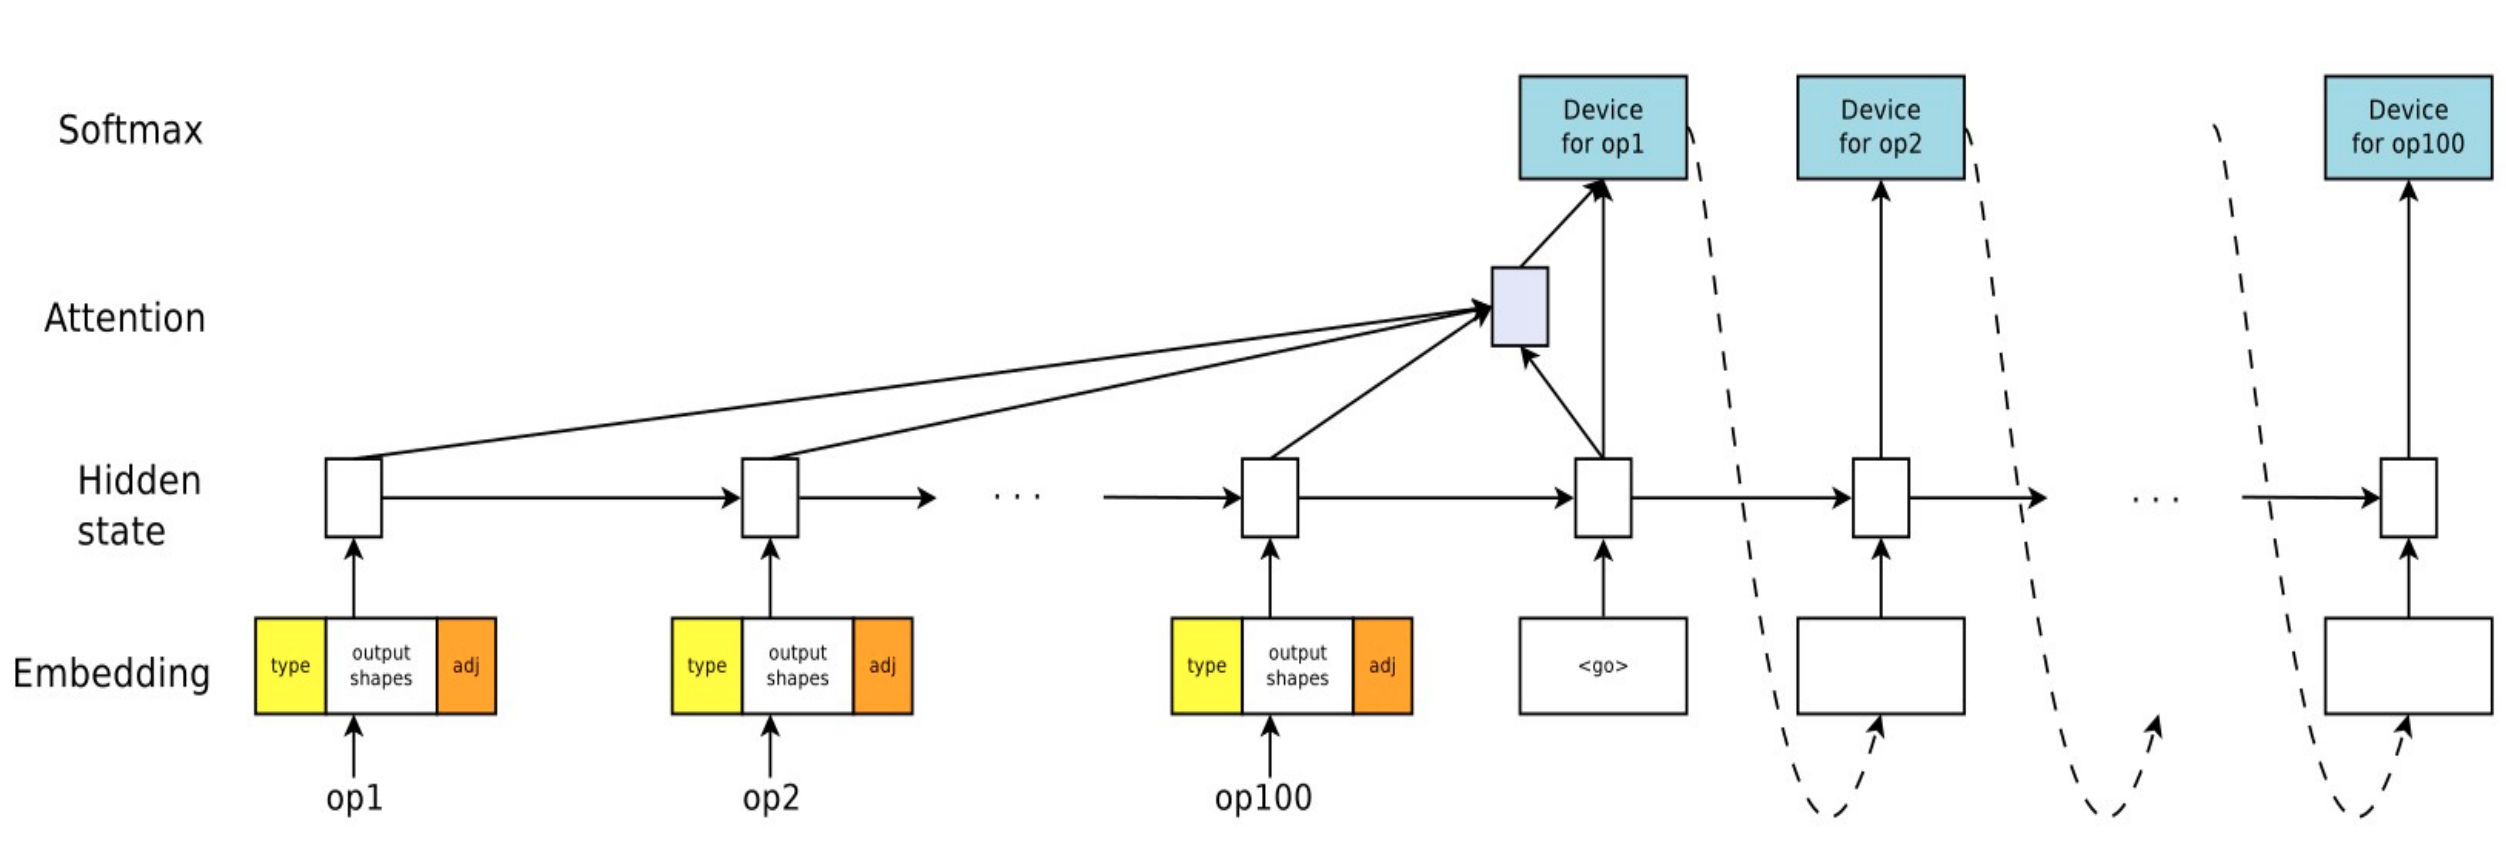 Softmax
Device
for op1
Device
for op2
Device
for op100
Attention
Hidden
state
. . .
. . .
Embedding
type
output
shapes
adj
type
output
shapes
adj
type
output
shapes
adj
<go>
op1
op2
op100